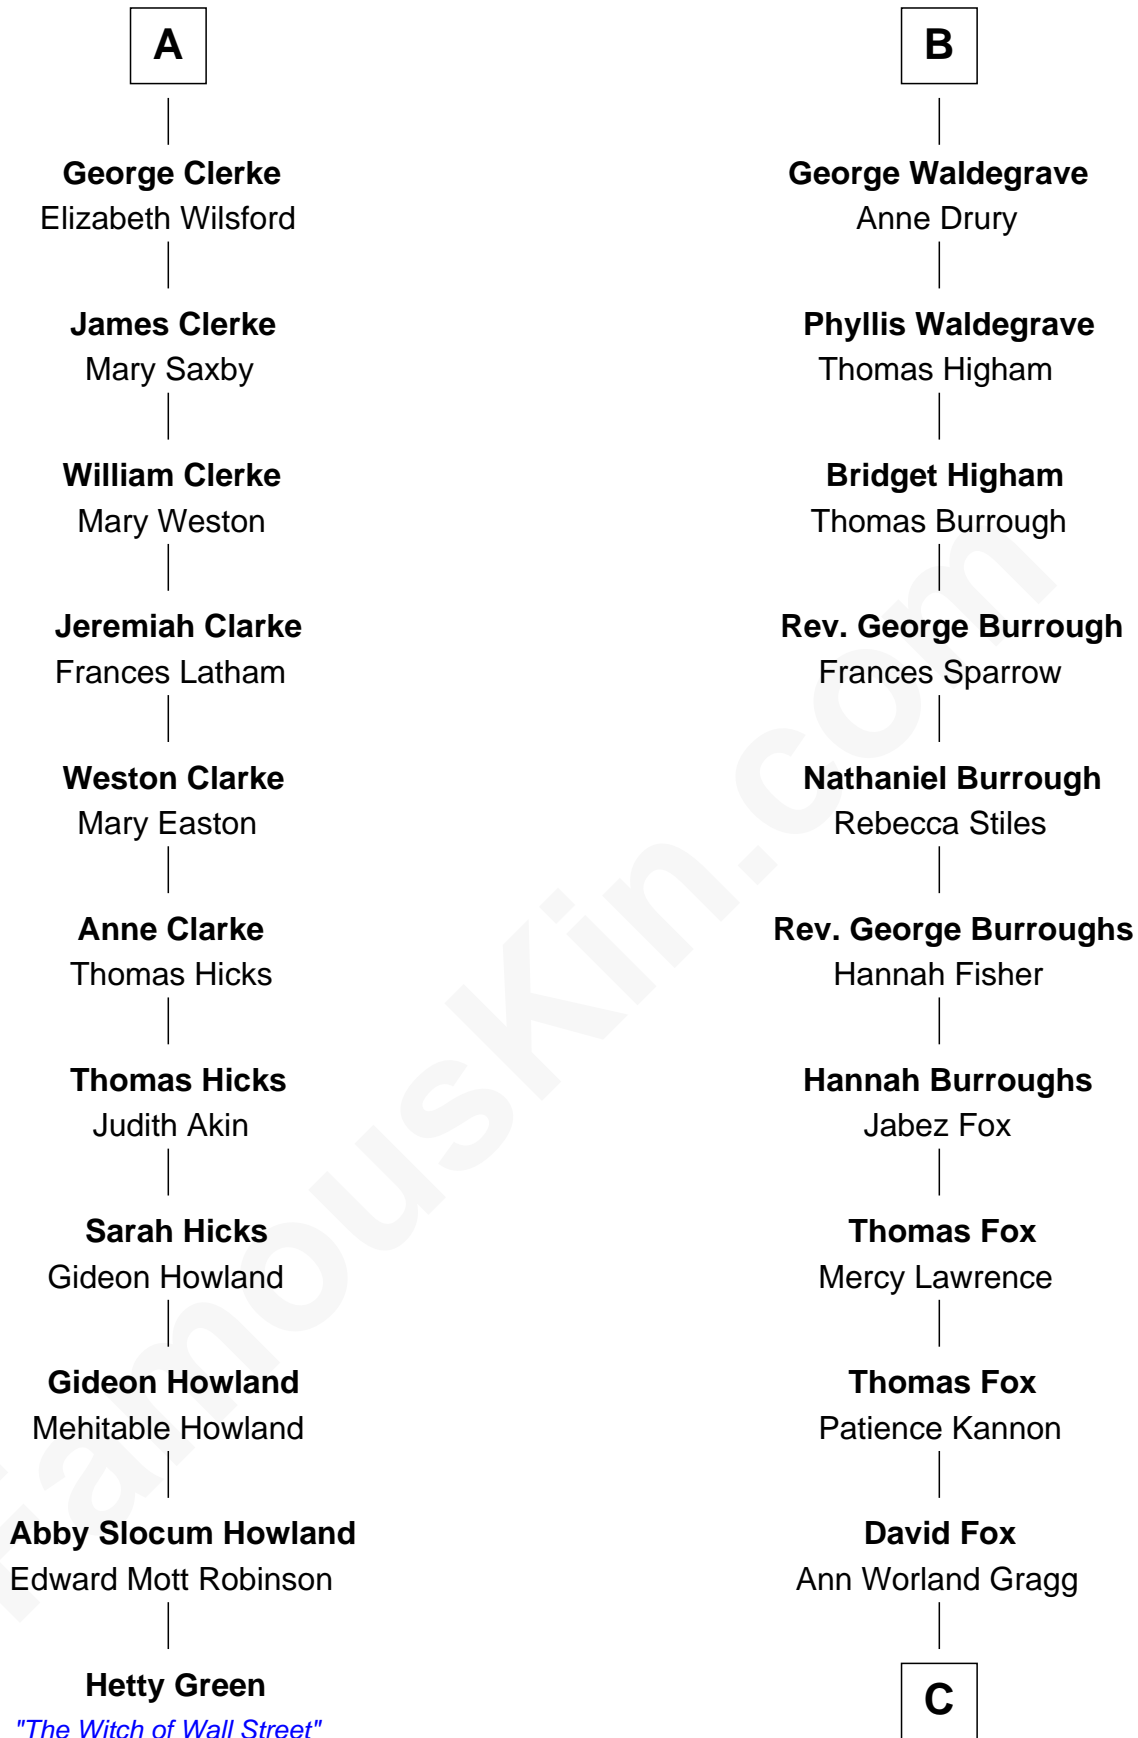 A
George Clerke
Elizabeth Wilsford
James Clerke
Mary Saxby
William Clerke
Mary Weston
Jeremiah Clarke
Frances Latham
Weston Clarke
Mary Easton
Anne Clarke
Thomas Hicks
Thomas Hicks
Judith Akin
Sarah Hicks
Gideon Howland
Gideon Howland
Mehitable Howland
Abby Slocum Howland
Edward Mott Robinson
Hetty Green
"The Witch of Wall Street"
B
George Waldegrave
Anne Drury
Phyllis Waldegrave
Thomas Higham
Bridget Higham
Thomas Burrough
Rev. George Burrough
Frances Sparrow
Nathaniel Burrough
Rebecca Stiles
Rev. George Burroughs
Hannah Fisher
Hannah Burroughs
Jabez Fox
Thomas Fox
Mercy Lawrence
Thomas Fox
Patience Kannon
David Fox
Ann Worland Gragg
C
FamousKin.com